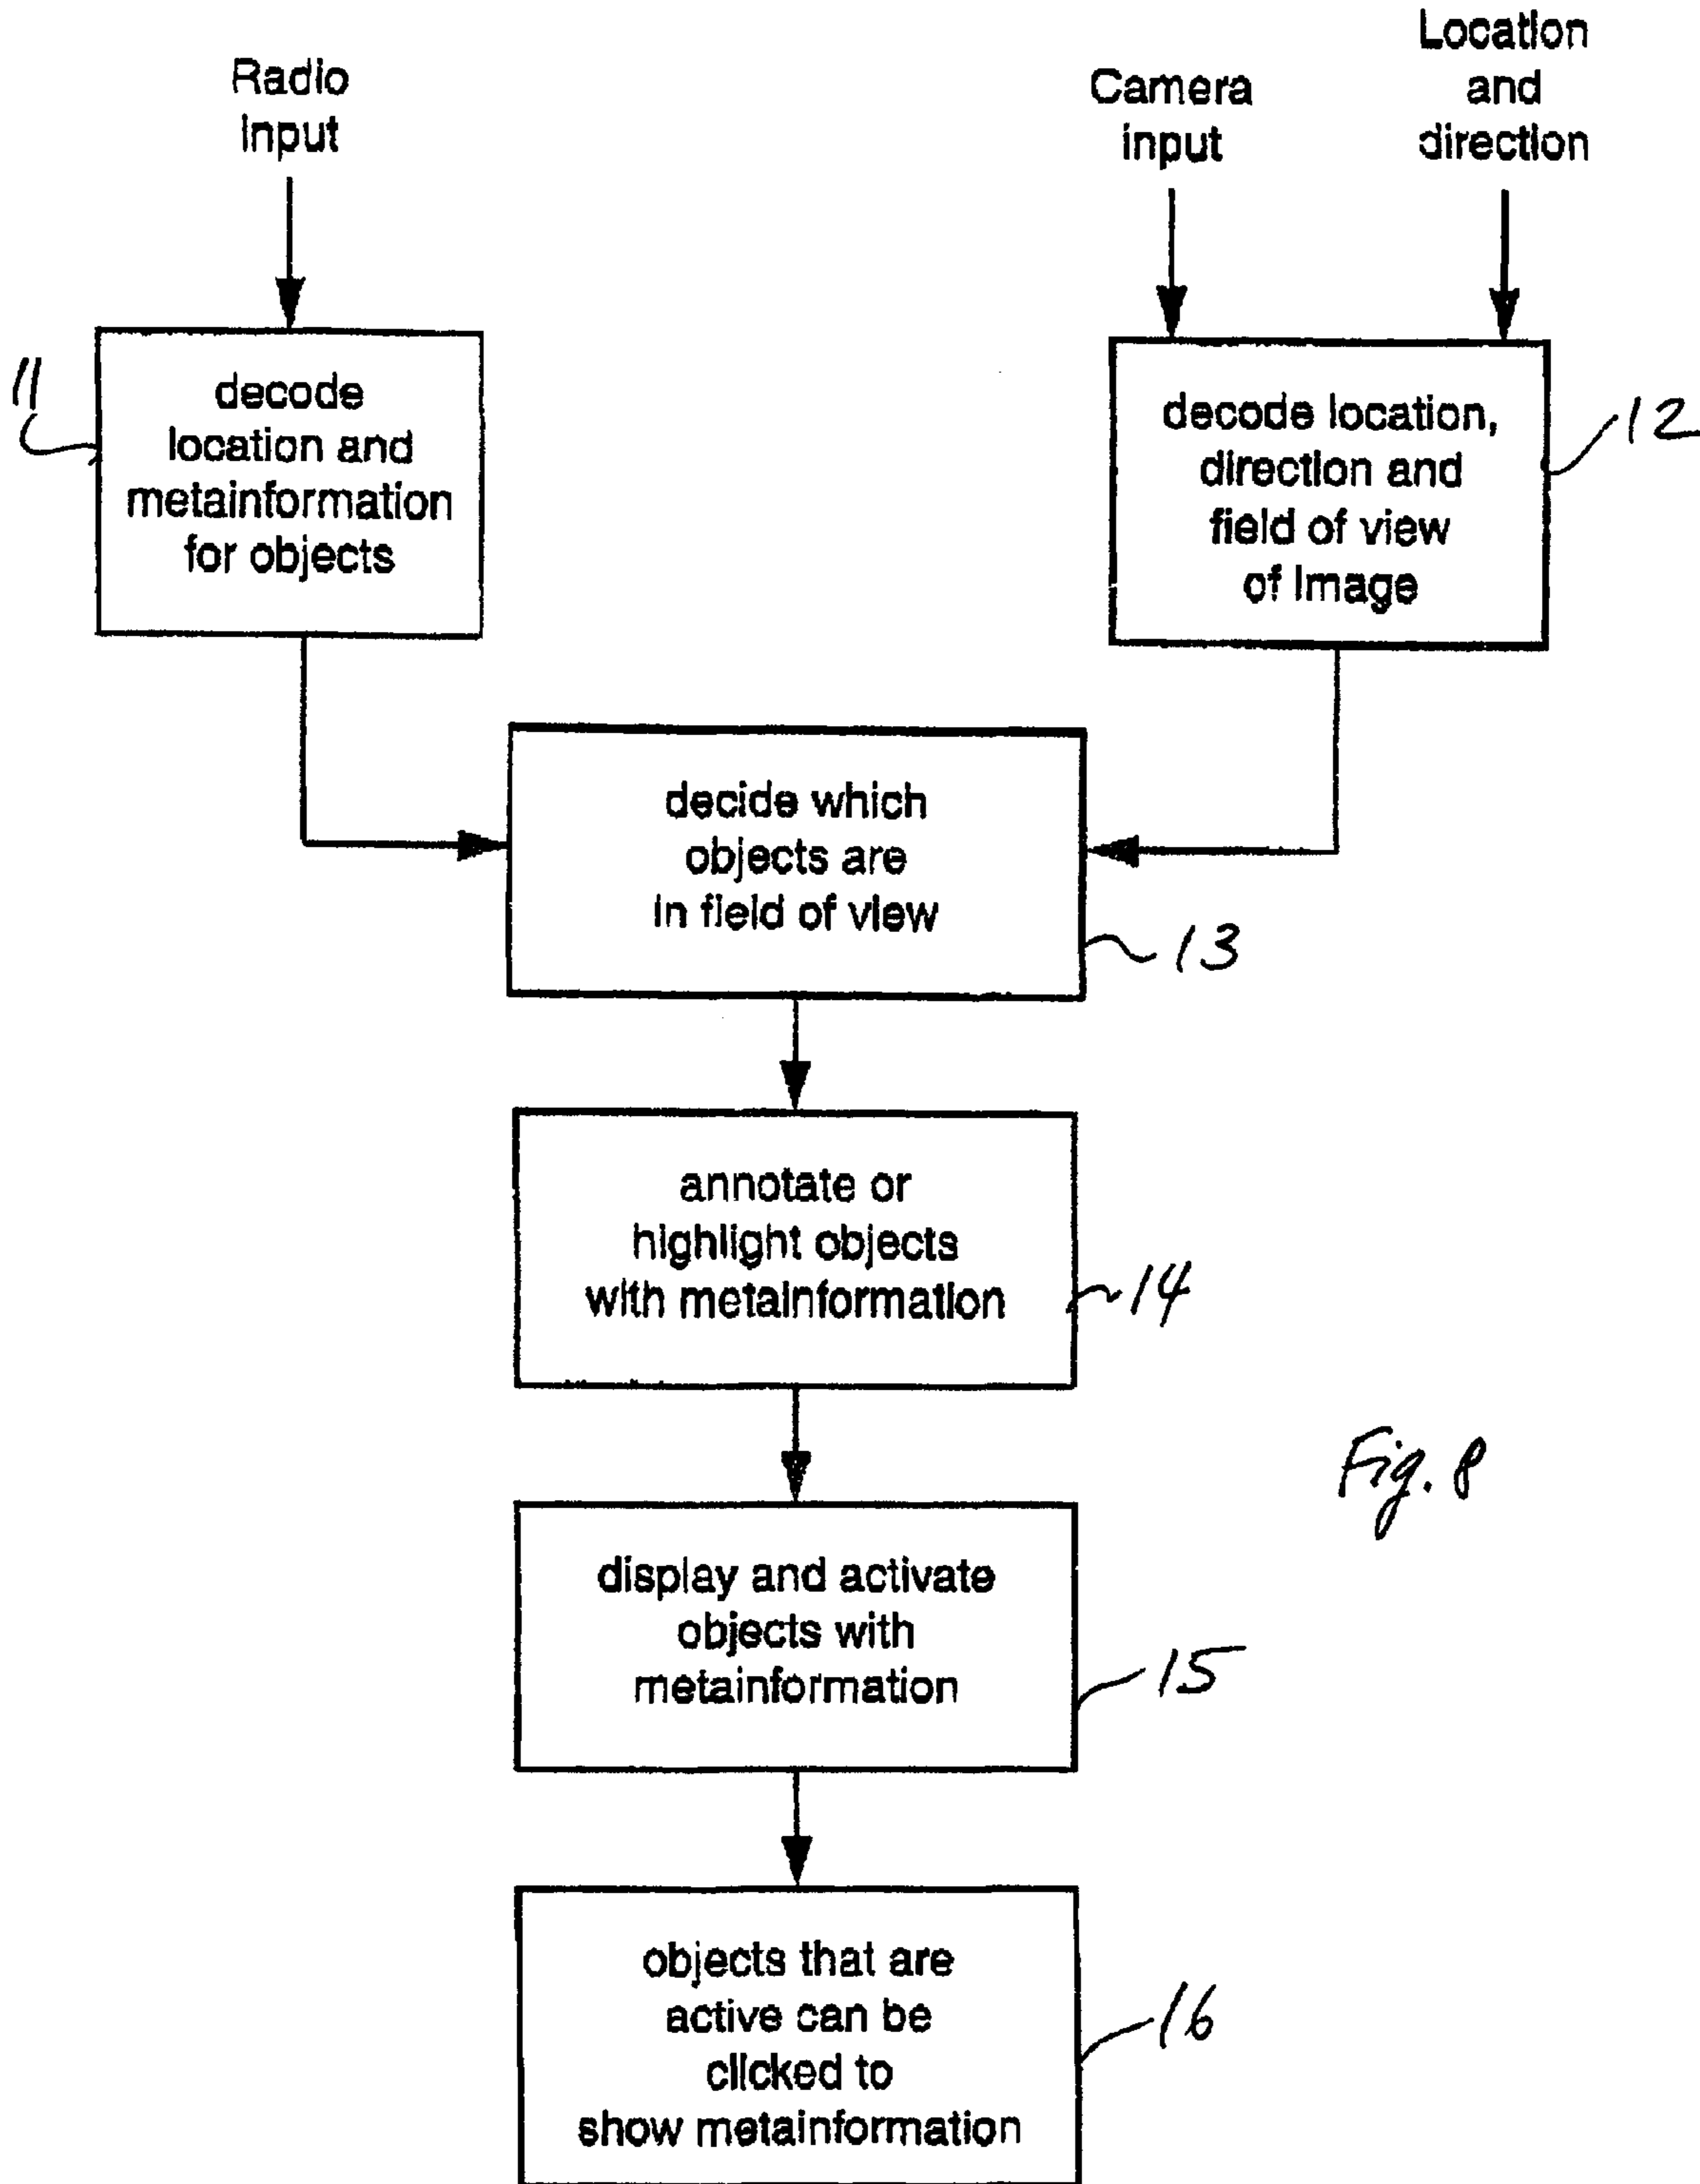 Radio
Input
Camera
input
Location
and
direction
11
decode
location and
metainformation
for objects
decode location,
direction and
field of view
of Image
12
decide which
objects are
in field of view
13
annotate or
highlight objects
with metainformation
14
Fig. 8
display and activate
objects with
metainformation
15
objects that are
active can be
clicked to
show metainformation
16